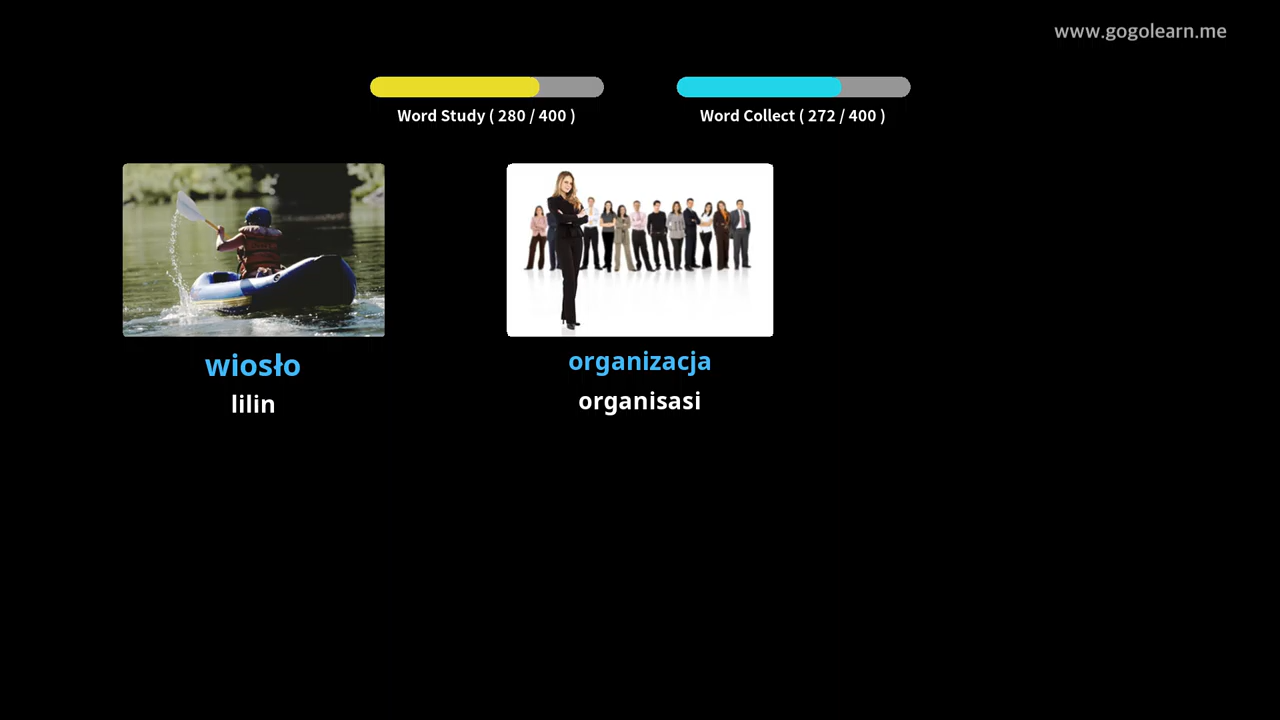 www.gogolearn.me
Word Study ( 280 / 400 )
Word Collect ( 272 / 400 )
wiosło
lilin
organizacja
organisasi